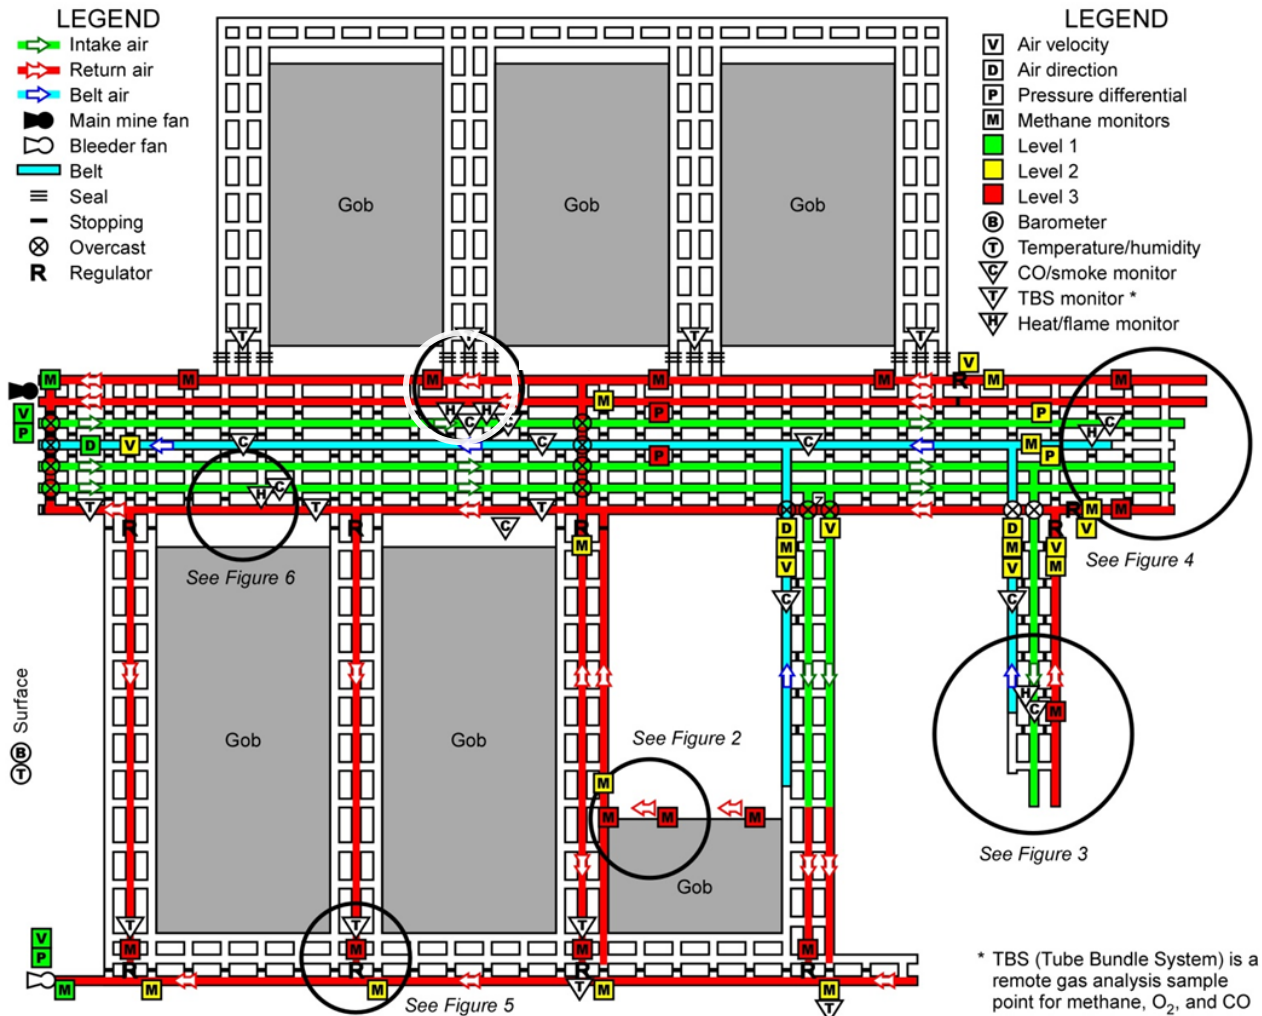 LEGEND
Intake air
Return air
Belt air
Main mine fan
Bleeder fan
Belt
Seal
Stopping
Overcast
R Regulator
LEGEND
V Air velocity
D Air direction
P Pressure differential
M Methane monitors
Level 1
Level 2
Level 3
B Barometer
T Temperature/humidity
C CO/smoke monitor
T TBS monitor *
H Heat/flame monitor
Gob
Gob
Gob
T
T
T
T
M
M
M
M
M
R
V
M
M
V
P
H
H
C
C
M
P
P
C
H
D
V
C
C
C
M
P
P
H
C
T
T
T
C
Z
R
M
V
M
See Figure 4
See Figure 6
R
R
R
M
D
M
V
V
D
M
V
R
V
M
C
C
Surface
B
T
Gob
Gob
See Figure 2
H
C
M
M
M
M
M
See Figure 3
Gob
V
P
T
M
R
T
M
R
T
M
R
M
R
M
M
M
T
M
M
T
See Figure 5
* TBS (Tube Bundle System) is a
remote gas analysis sample
point for methane, O₂, and CO